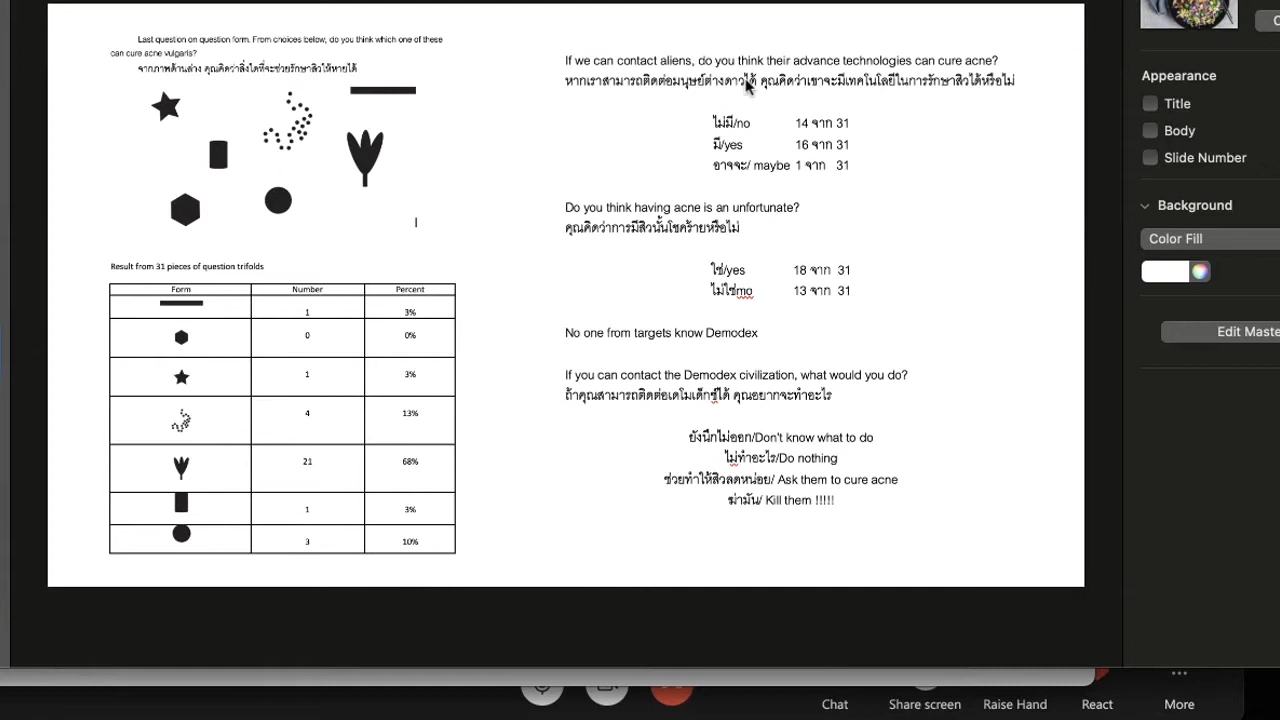 Last question on question form. From choices below, do you think which one of these
can cure acne vulgaris?
จากภาพด้านล่าง คุณคิดว่าสิ่งใดที่จะช่วยรักษาสิวให้หายได้
Result from 31 pieces of question trifolds
Form Number Percent
1 3%
0 0%
1 3%
4 13%
21 68%
1 3%
3 10%
If we can contact aliens, do you think their advance technologies can cure acne?
หากเราสามารถติดต่อมนุษย์ต่างดาวได้ คุณคิดว่าเขาจะมีเทคโนโลยีในการรักษาสิวได้หรือไม่
ไม่มี/no 14 จาก 31
มี/yes 16 จาก 31
อาจจะ/ maybe 1 จาก 31
Do you think having acne is an unfortunate?
คุณคิดว่าการมีสิวนั้นโชคร้ายหรือไม่
ใช่/yes 18 จาก 31
ไม่ใช่mo 13 จาก 31
No one from targets know Demodex
If you can contact the Demodex civilization, what would you do?
ถ้าคุณสามารถติดต่อเดโมเด็กซ์ได้ คุณอยากจะทำอะไร
ยังนึกไม่ออก/Don't know what to do
ไม่ทำอะไร/Do nothing
ช่วยทำให้สิวลดหน่อย/ Ask them to cure acne
ฆ่ามัน/ Kill them !!!!!
Appearance
Title
Body
Slide Number
Background
Color Fill
Edit Maste
Chat
Share screen
Raise Hand
React
More